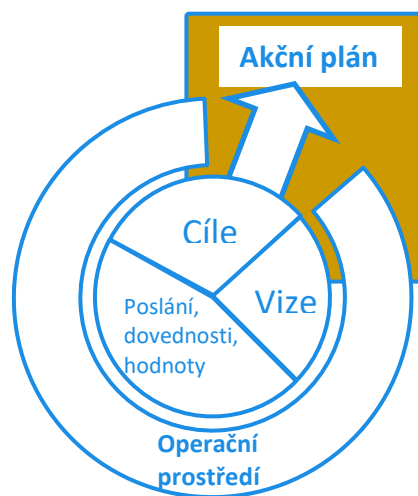 Akční plán
Cíle
Vize
Poslání,
dovednosti,
hodnoty
Operační
prostředí